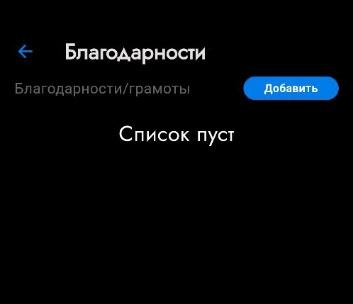 Благодарности
Благодарности/грамоты Добавить
Список пуст